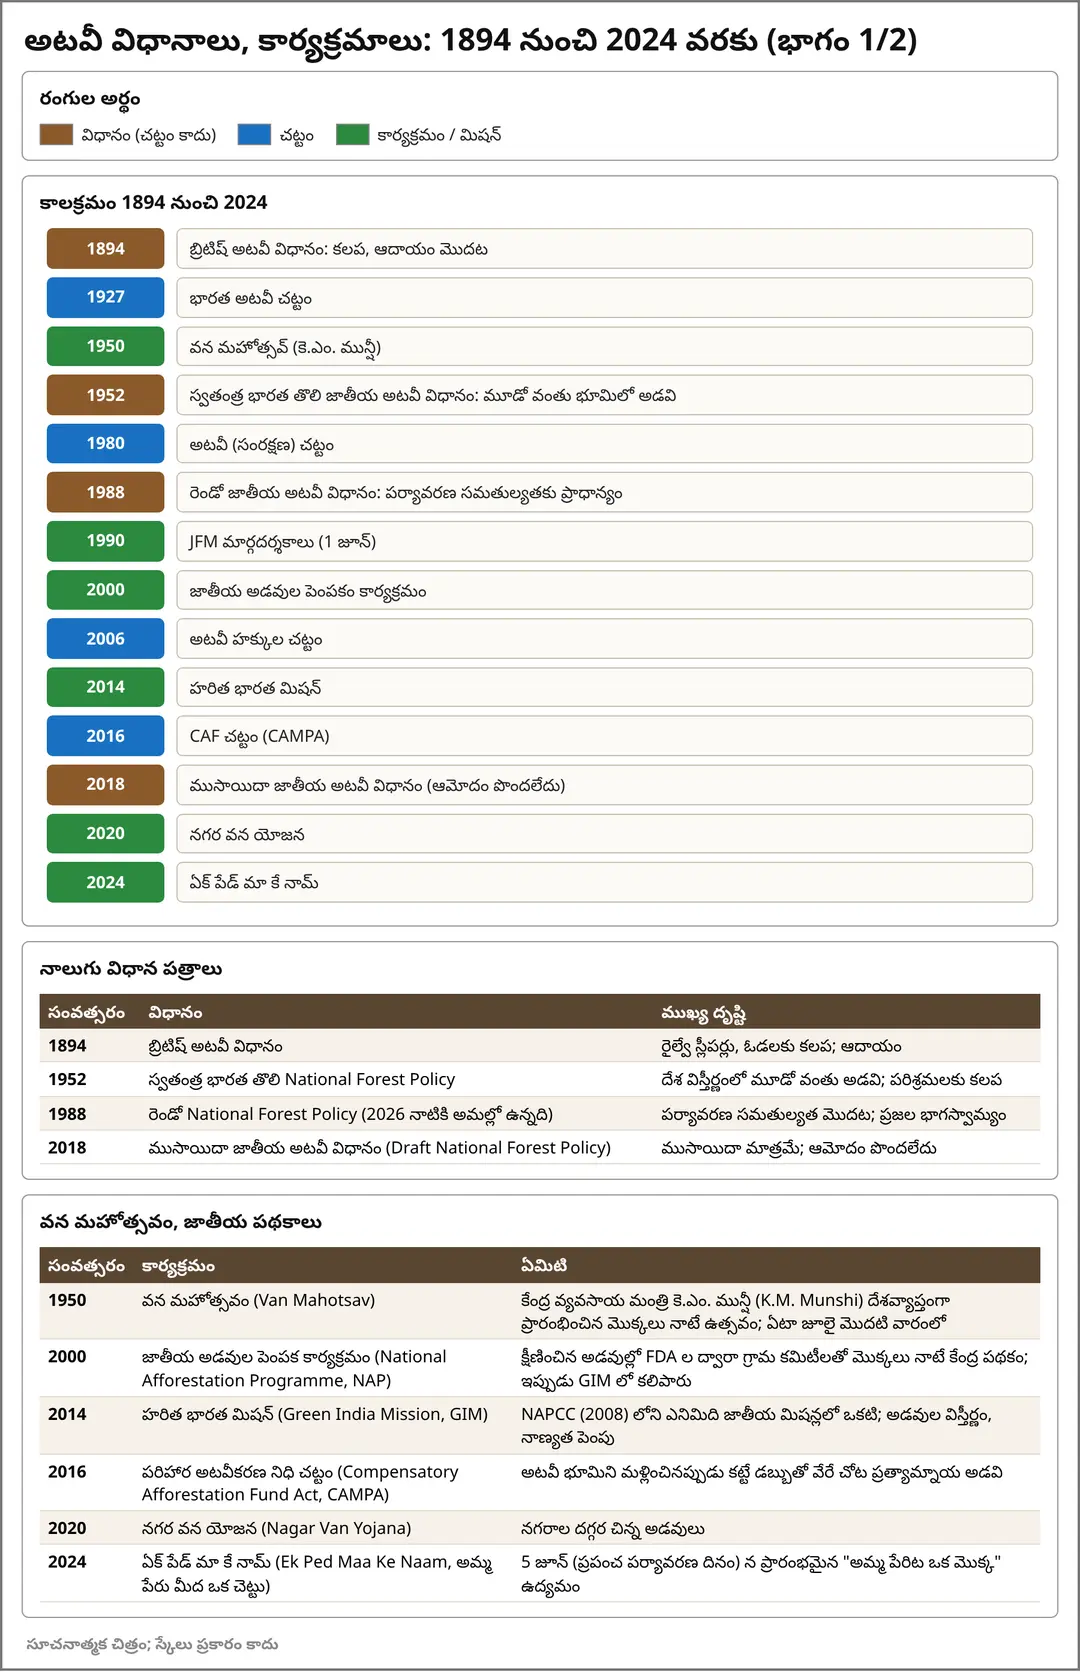 అటవీ విధానాలు, కార్యక్రమాలు: 1894 నుంచి 2024 వరకు (భాగం 1/2)
రంగుల అర్థం
విధానం (చట్టం కాదు) చట్టం కార్యక్రమం / మిషన్
కాలక్రమం 1894 నుంచి 2024
1894 బ్రిటిష్ అటవీ విధానం: కలప, ఆదాయం మొదట
1927 భారత అటవీ చట్టం
1950 వన మహోత్సవ్ (కె.ఎం. మున్షీ)
1952 స్వతంత్ర భారత తొలి జాతీయ అటవీ విధానం: మూడో వంతు భూమిలో అడవి
1980 అటవీ (సంరక్షణ) చట్టం
1988 రెండో జాతీయ అటవీ విధానం: పర్యావరణ సమతుల్యతకు ప్రాధాన్యం
1990 JFM మార్గదర్శకాలు (1 జూన్)
2000 జాతీయ అడవుల పెంపకం కార్యక్రమం
2006 అటవీ హక్కుల చట్టం
2014 హరిత భారత మిషన్
2016 CAF చట్టం (CAMPA)
2018 ముసాయిదా జాతీయ అటవీ విధానం (ఆమోదం పొందలేదు)
2020 నగర వన యోజన
2024 ఏక్ పేడ్ మా కే నామ్
నాలుగు విధాన పత్రాలు
సంవత్సరం విధానం ముఖ్య దృష్టి
1894 బ్రిటిష్ అటవీ విధానం రైల్వే స్లీపర్లు, ఓడలకు కలప; ఆదాయం
1952 స్వతంత్ర భారత తొలి National Forest Policy దేశ విస్తీర్ణంలో మూడో వంతు అడవి; పరిశ్రమలకు కలప
1988 రెండో National Forest Policy (2026 నాటికి అమల్లో ఉన్నది) పర్యావరణ సమతుల్యత మొదట; ప్రజల భాగస్వామ్యం
2018 ముసాయిదా జాతీయ అటవీ విధానం (Draft National Forest Policy) ముసాయిదా మాత్రమే; ఆమోదం పొందలేదు
వన మహోత్సవం, జాతీయ పథకాలు
సంవత్సరం కార్యక్రమం ఏమిటి
1950 వన మహోత్సవం (Van Mahotsav) కేంద్ర వ్యవసాయ మంత్రి కె.ఎం. మున్షీ (K.M. Munshi) దేశవ్యాప్తంగా
ప్రారంభించిన మొక్కలు నాటే ఉత్సవం; ఏటా జూలై మొదటి వారంలో
2000 జాతీయ అడవుల పెంపక కార్యక్రమం (National క్షీణించిన అడవుల్లో FDA ల ద్వారా గ్రామ కమిటీలతో మొక్కలు నాటే కేంద్ర పథకం;
Afforestation Programme, NAP) ఇప్పుడు GIM లో కలిపారు
2014 హరిత భారత మిషన్ (Green India Mission, GIM) NAPCC (2008) లోని ఎనిమిది జాతీయ మిషన్లలో ఒకటి; అడవుల విస్తీర్ణం,
నాణ్యత పెంపు
2016 పరిహార అటవీకరణ నిధి చట్టం (Compensatory అటవీ భూమిని మళ్లించినప్పుడు కట్టే డబ్బుతో వేరే చోట ప్రత్యామ్నాయ అడవి
Afforestation Fund Act, CAMPA)
2020 నగర వన యోజన (Nagar Van Yojana) నగరాల దగ్గర చిన్న అడవులు
2024 ఏక్ పేడ్ మా కే నామ్ (Ek Ped Maa Ke Naam, అమ్మ 5 జూన్ (ప్రపంచ పర్యావరణ దినం) న ప్రారంభమైన "అమ్మ పేరిట ఒక మొక్క"
పేరు మీద ఒక చెట్టు) ఉద్యమం
సూచనాత్మక చిత్రం; స్కేలు ప్రకారం కాదు